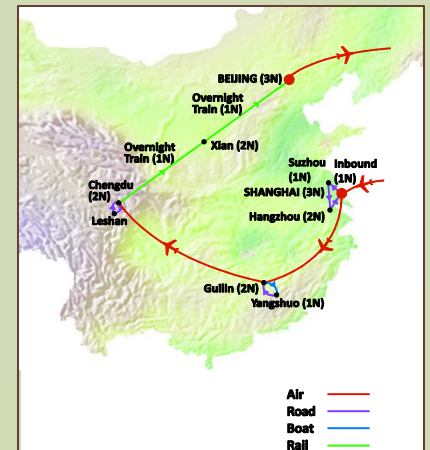 BEIJING (3N)
Overnight
Train (1N)
Xian (2N)
Overnight
Train (1N)
Suzhou
(1N)
Inbound
(1N)
Chengdu
(2N)
SHANGHAI (3N)
Leshan
Hangzhou (2N)
Guilin (2N)
Yangshuo (1N)
Air
Road
Boat
Rail